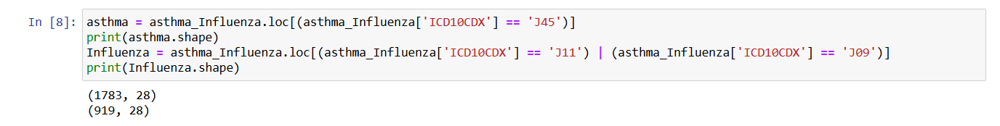 In [8]: asthma = asthma_Influenza.loc[(asthma_Influenza['ICD10CDX'] == 'J45')]
print(asthma.shape)
Influenza = asthma_Influenza.loc[(asthma_Influenza['ICD10CDX'] == 'J11') | (asthma_Influenza['ICD10CDX'] == 'J09')]
print(Influenza.shape)
(1783, 28)
(919, 28)